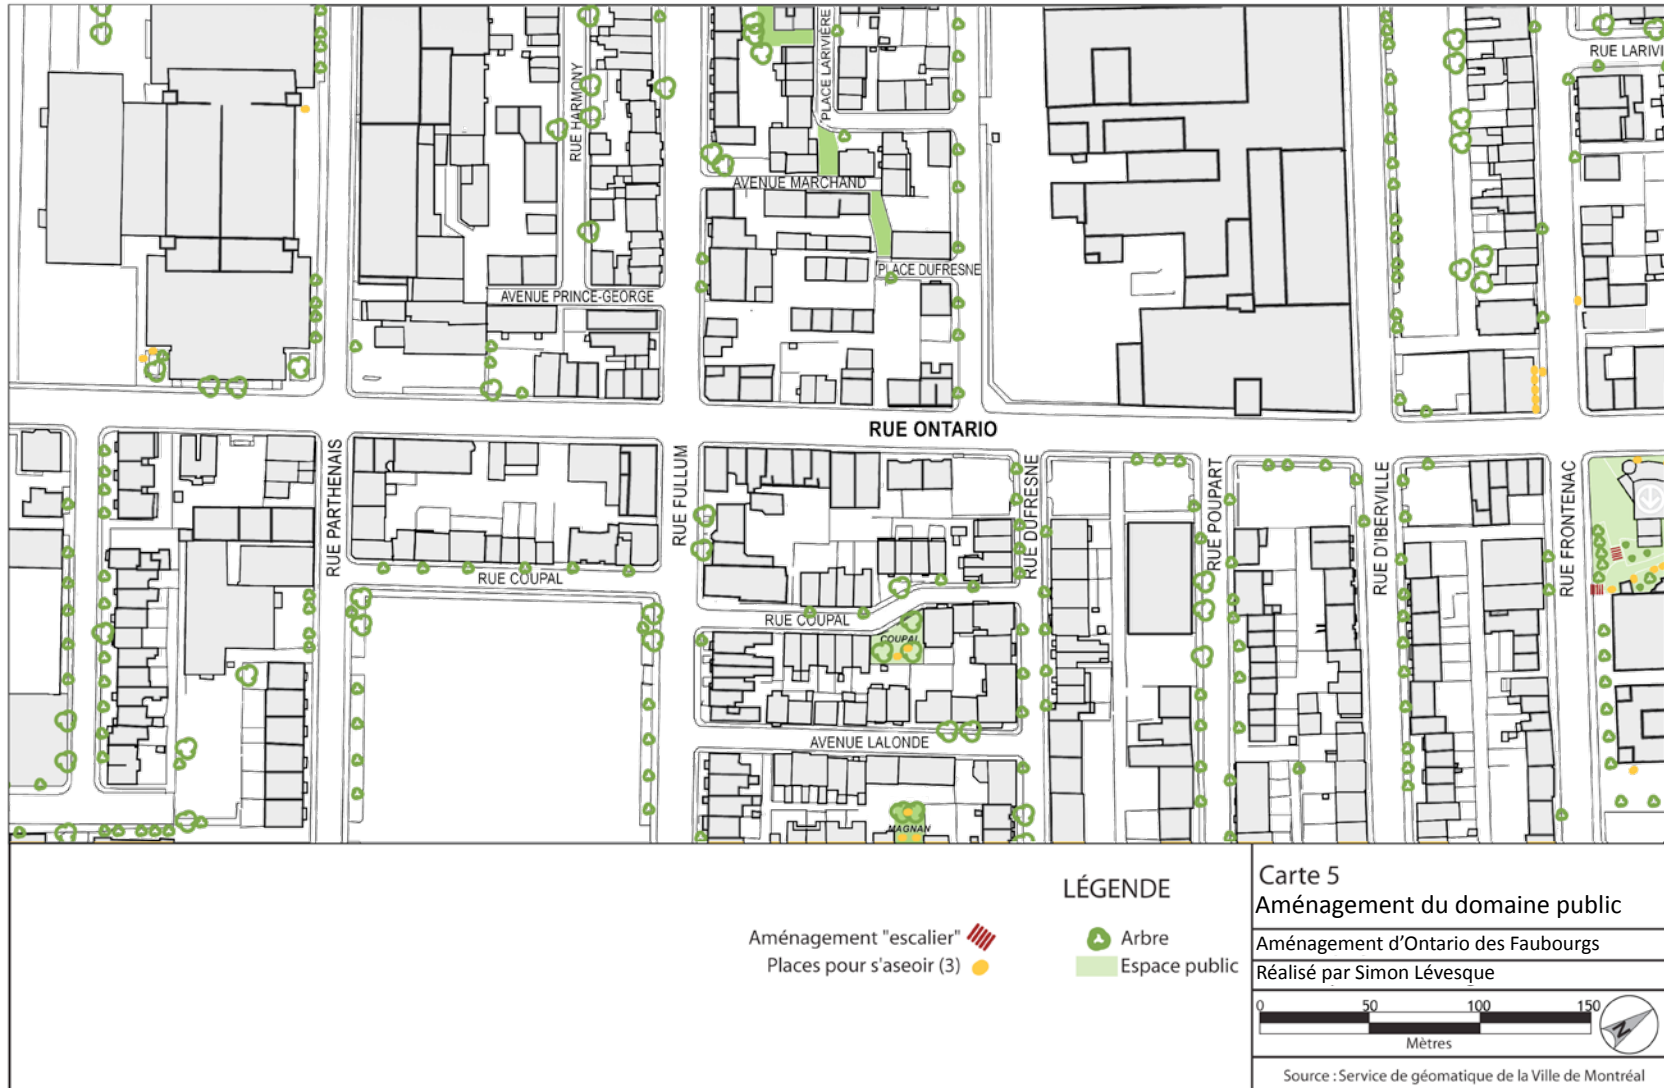 RUE LARIVI
PLACE LARIVIÈRE
RUE HARMONY
AVENUE MARCHAND
PLACE DUFRESNE
AVENUE PRINCE-GEORGE
RUE ONTARIO
RUE PARTHENAIS
RUE FULLUM
RUE DUFRESNE
RUE POUPART
RUE D'IBERVILLE
RUE FRONTENAC
RUE COUPAL
RUE COUPAL
COUPAL
AVENUE LALONDE
MAGNAN
LÉGENDE
Aménagement "escalier"
Places pour s'aseoir (3)
Arbre
Espace public
Carte 5
Aménagement du domaine public
Aménagement d’Ontario des Faubourgs
Réalisé par Simon Lévesque
0 50 100 150
Mètres
N
Source : Service de géomatique de la Ville de Montréal